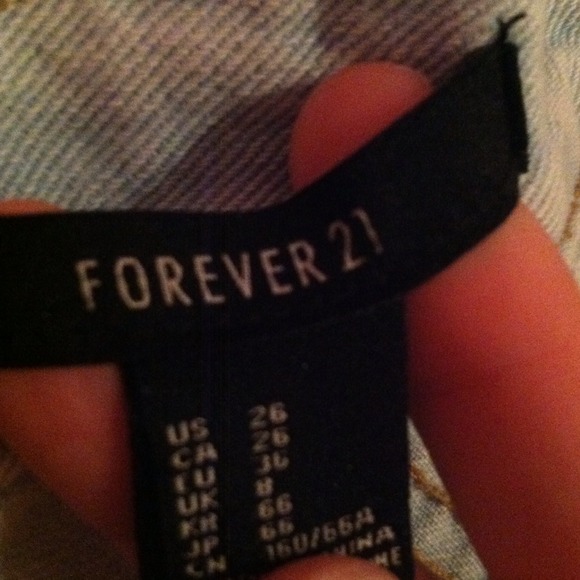 FOREVER 21
US 26
CA 26
EU 36
UK 8
KR 66
JP 66
CN 160/66A